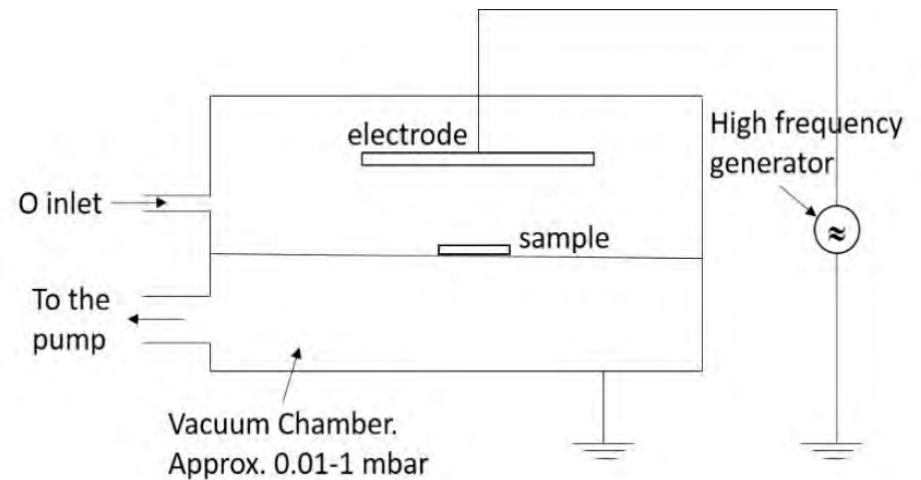 electrode
High frequency
generator
O inlet
sample
To the
pump
≈
Vacuum Chamber.
Approx. 0.01-1 mbar